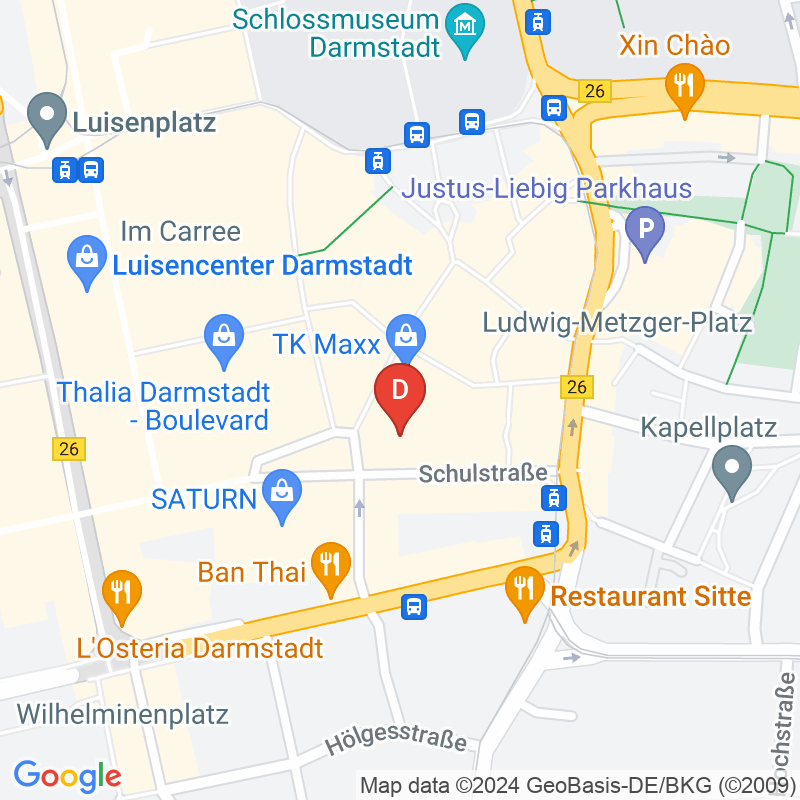 Schlossmuseum
Darmstadt
Xin Chào
26
Luisenplatz
Justus-Liebig Parkhaus
P
Im Carree
Luisencenter Darmstadt
Ludwig-Metzger-Platz
TK Maxx
Thalia Darmstadt
- Boulevard
D
26
Kapellplatz
26
Schulstraße
SATURN
Ban Thai
Restaurant Sitte
L'Osteria Darmstadt
Wilhelminenplatz
Hölgesstraße
Hochstraße
Google
Map data ©2024 GeoBasis-DE/BKG (©2009)